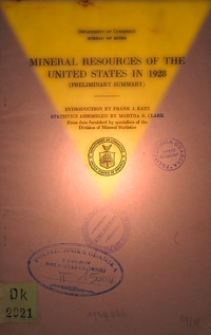 DEPARTMENT OF COMMERCE
BUREAU OF MINES
MINERAL RESOURCES OF THE
UNITED STATES IN 1928
(PRELIMINARY SUMMARY)
INTRODUCTION BY FRANK J. KATZ
STATISTICS ASSEMBLED BY MARTHA B. CLARK
From data furnished by specialists of the
Division of Mineral Statistics
Dk
2021